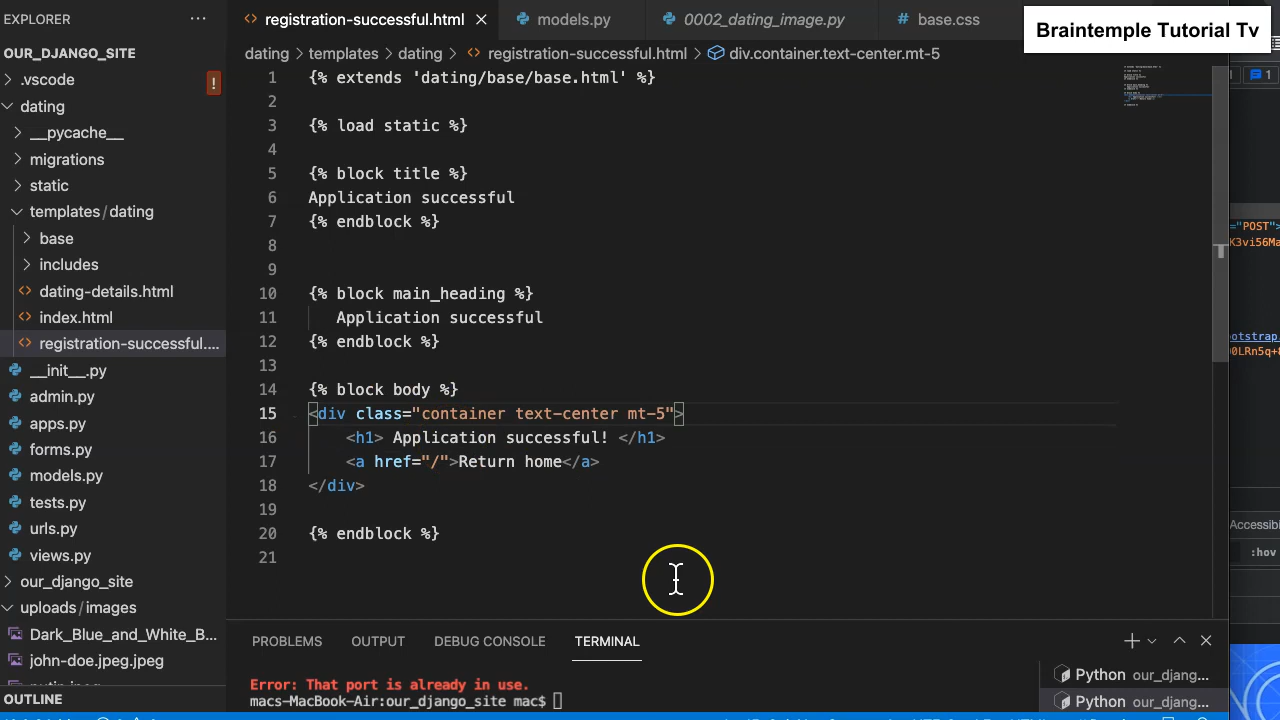 EXPLORER
registration-successful.html
models.py
0002_dating_image.py
base.css
Braintemple Tutorial Tv
OUR_DJANGO_SITE
dating
templates
dating
registration-successful.html
div.container.text-center.mt-5
.vscode
dating
__pycache__
migrations
static
templates/dating
base
includes
dating-details.html
index.html
registration-successful....
__init__.py
admin.py
apps.py
forms.py
models.py
tests.py
urls.py
views.py
our_django_site
uploads/images
Dark_Blue_and_White_B...
john-doe.jpeg.jpeg
OUTLINE
1 {% extends 'dating/base/base.html' %}
2
3 {% load static %}
4
5 {% block title %}
6 Application successful
7 {% endblock %}
8
9
10 {% block main_heading %}
11 Application successful
12 {% endblock %}
13
14 {% block body %}
15 <div class="container text-center mt-5">
16 <h1> Application successful! </h1>
17 <a href="/">Return home</a>
18 </div>
19
20 {% endblock %}
21
1
="POST"
K3vi56Ma
ootstrap.
:hov
PROBLEMS
OUTPUT
DEBUG CONSOLE
TERMINAL
Error: That port is already in use.
macs-MacBook-Air:our_django_site mac$
Python our_djang...
Python our_djang...